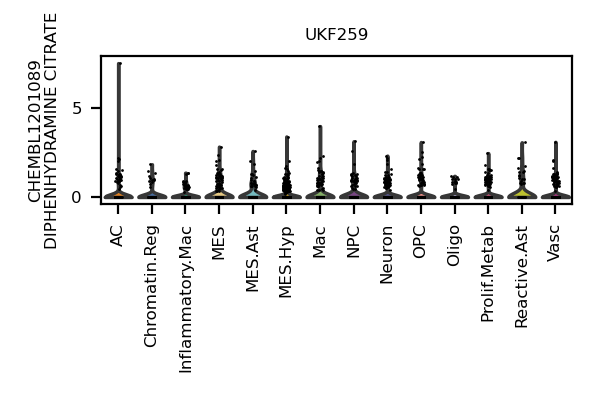 UKF259
CHEMBL1201089
DIPHENHYDRAMINE CITRATE
5
0
AC
Chromatin.Reg
Inflammatory.Mac
MES
MES.Ast
MES.Hyp
Mac
NPC
Neuron
OPC
Oligo
Prolif.Metab
Reactive.Ast
Vasc